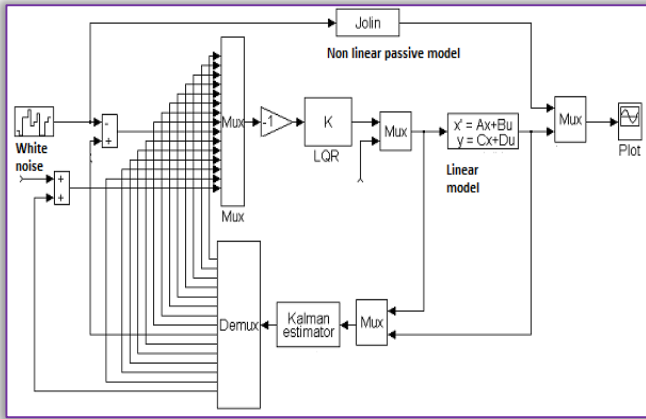 Jolin
Non linear passive model
-
+
White
noise
+
+
Mux
Mux
-1
K
LQR
Mux
x' = Ax+Bu
y = Cx+Du
Linear
model
Mux
Plot
Demux
Kalman
estimator
Mux